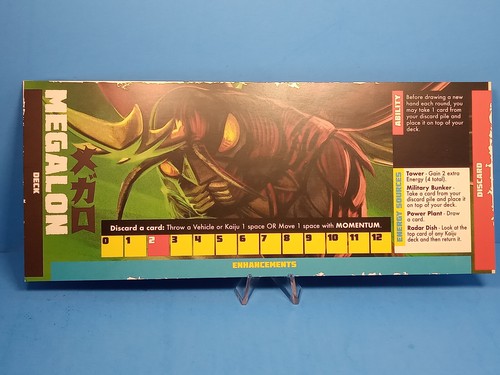 MEGALON
DECK
メガロ
ABILITY
Before drawing a new
hand each round, you
may take 1 card from
your discard pile and
place it on top of your
deck.
DISCARD
ENERGY SOURCES
Tower - Gain 2 extra
Energy (4 total).
Military Bunker -
Take a card from your
discard pile and place it
on top of your deck.
Power Plant - Draw
a card.
Radar Dish - Look at the
top card of any Kaiju
deck and then return it.
Discard a card: Throw a Vehicle or Kaiju 1 space OR Move 1 space with MOMENTUM.
0 1 2 3 4 5 6 7 8 9 10 11 12
ENHANCEMENTS